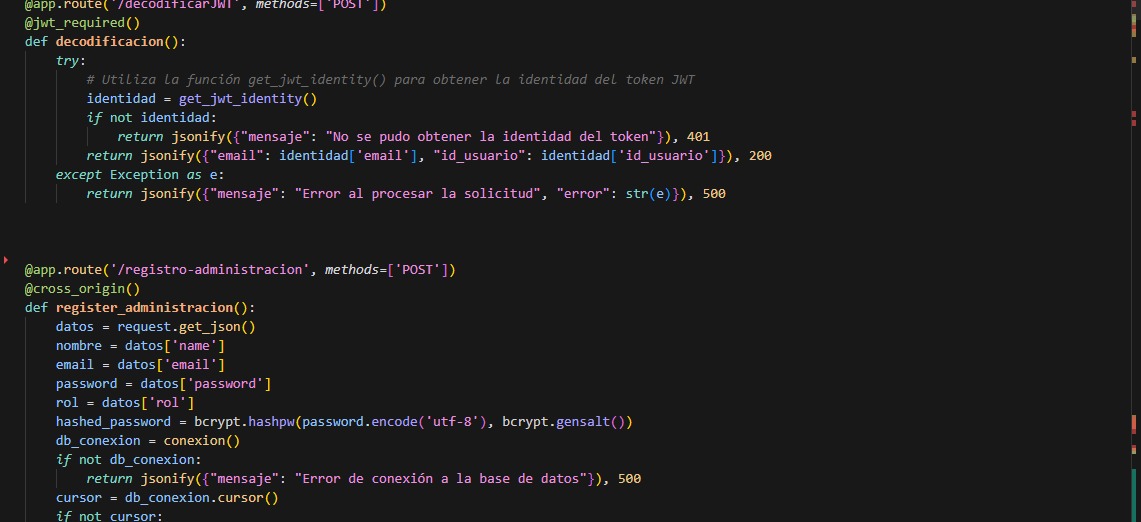 @app.route('/decodificarJWT', methods=['POST'])
@jwt_required()
def decodificacion():
    try:
        # Utiliza la función get_jwt_identity() para obtener la identidad del token JWT
        identidad = get_jwt_identity()
        if not identidad:
            return jsonify({"mensaje": "No se pudo obtener la identidad del token"}), 401
        return jsonify({"email": identidad['email'], "id_usuario": identidad['id_usuario']}), 200
    except Exception as e:
        return jsonify({"mensaje": "Error al procesar la solicitud", "error": str(e)}), 500
@app.route('/registro-administracion', methods=['POST'])
@cross_origin()
def register_administracion():
    datos = request.get_json()
    nombre = datos['name']
    email = datos['email']
    password = datos['password']
    rol = datos['rol']
    hashed_password = bcrypt.hashpw(password.encode('utf-8'), bcrypt.gensalt())
    db_conexion = conexion()
    if not db_conexion:
        return jsonify({"mensaje": "Error de conexión a la base de datos"}), 500
    cursor = db_conexion.cursor()
    if not cursor: